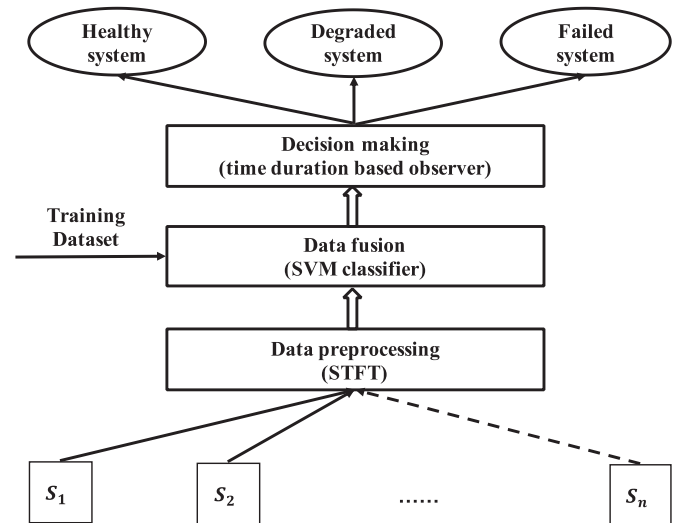 Healthy
system
Degraded
system
Failed
system
Decision making
(time duration based observer)
Training
Dataset
Data fusion
(SVM classifier)
Data preprocessing
(STFT)
S1
S2
......
Sn